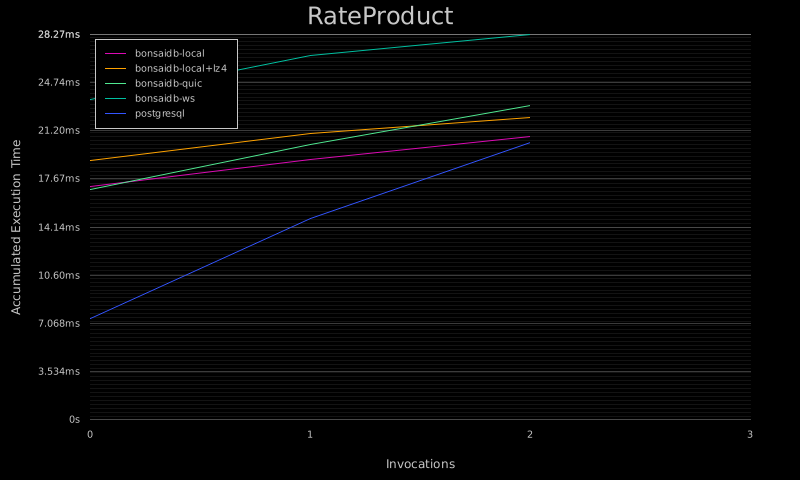 RateProduct
28.27ms
24.74ms
21.20ms
17.67ms
14.14ms
10.60ms
7.068ms
3.534ms
0s
Accumulated Execution Time
bonsaidb-local
bonsaidb-local+lz4
bonsaidb-quic
bonsaidb-ws
postgresql
0 1 2 3
Invocations